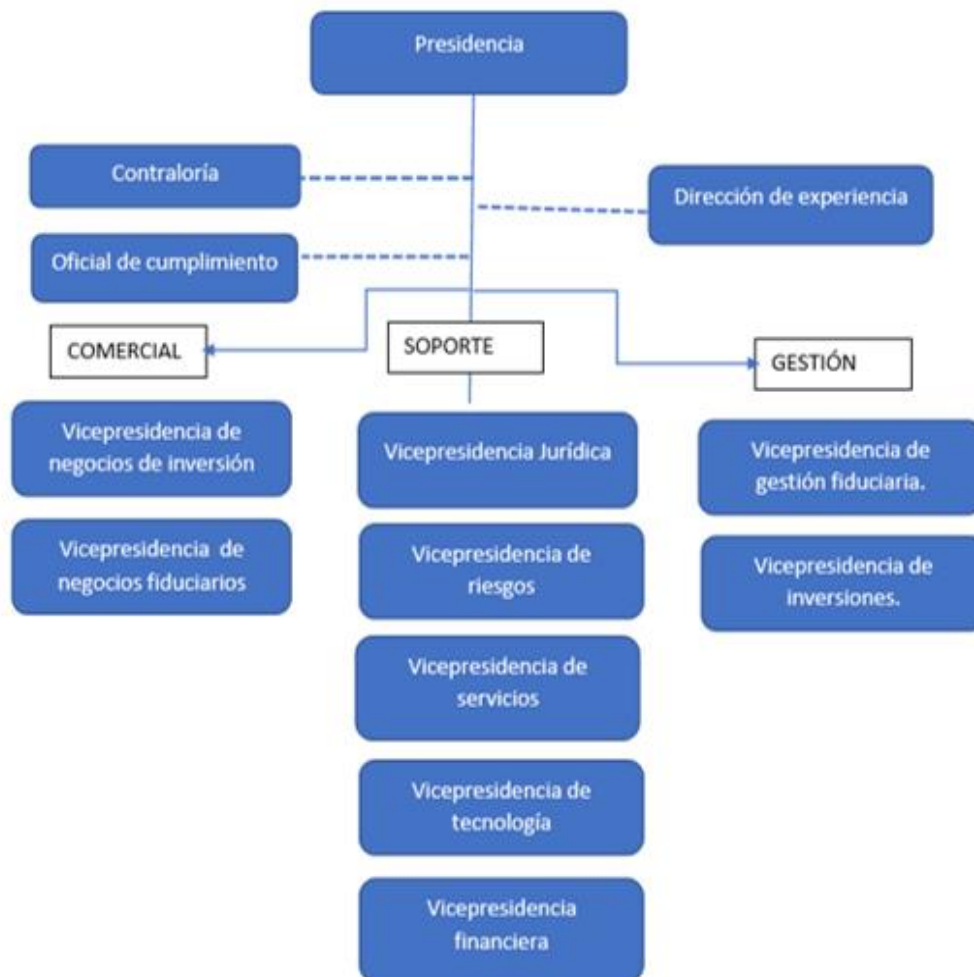 Presidencia
Contraloría
Dirección de experiencia
Oficial de cumplimiento
COMERCIAL
SOPORTE
GESTIÓN
Vicepresidencia de
negocios de inversión
Vicepresidencia de
negocios fiduciarios
Vicepresidencia Jurídica
Vicepresidencia de
riesgos
Vicepresidencia de
servicios
Vicepresidencia de
tecnología
Vicepresidencia
financiera
Vicepresidencia de
gestión fiduciaria.
Vicepresidencia de
inversiones.